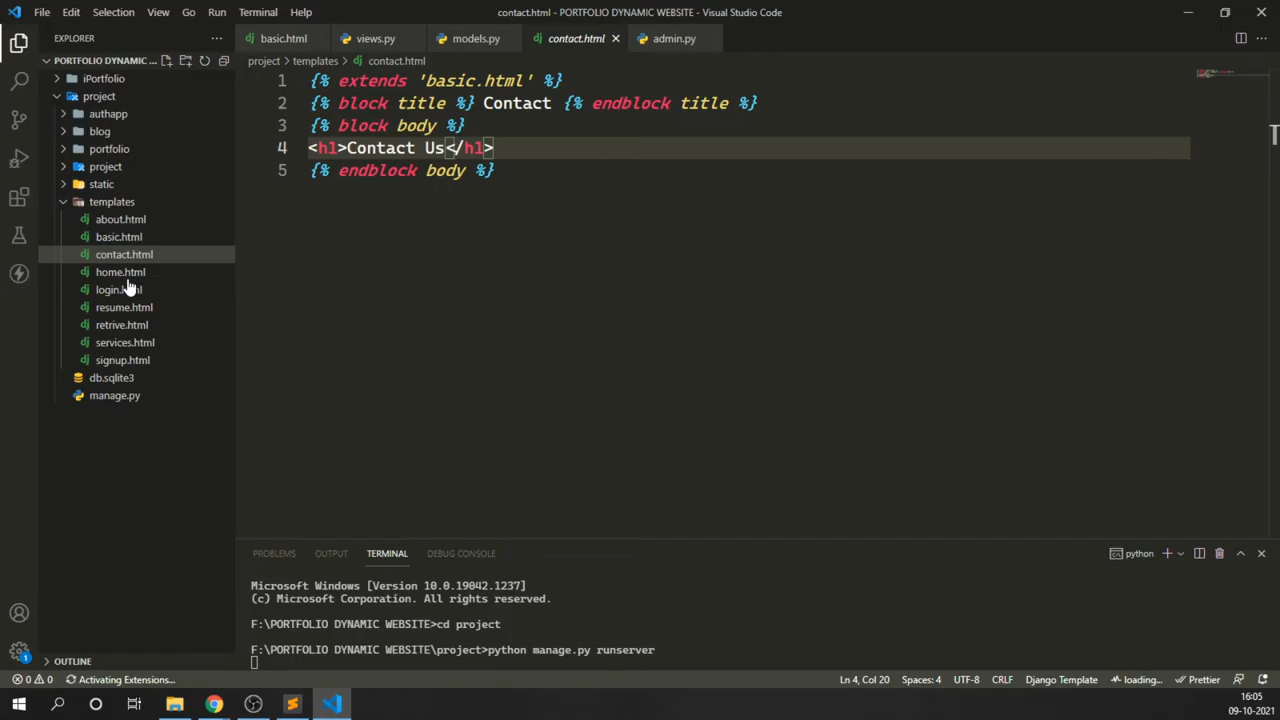 File Edit Selection View Go Run Terminal Help
contact.html - PORTFOLIO DYNAMIC WEBSITE - Visual Studio Code
EXPLORER
basic.html
views.py
models.py
contact.html
admin.py
PORTFOLIO DYNAMIC ...
project > templates > contact.html
iPortfolio
project
authapp
blog
portfolio
project
static
templates
about.html
basic.html
contact.html
home.html
resume.html
retrive.html
services.html
signup.html
db.sqlite3
manage.py
OUTLINE
1 {% extends 'basic.html' %}
2 {% block title %} Contact {% endblock title %}
3 {% block body %}
4 <h1>Contact Us</h1>
5 {% endblock body %}
PROBLEMS OUTPUT TERMINAL DEBUG CONSOLE
python
Microsoft Windows [Version 10.0.19042.1237]
(c) Microsoft Corporation. All rights reserved.
F:\PORTFOLIO DYNAMIC WEBSITE>cd project
F:\PORTFOLIO DYNAMIC WEBSITE\project>python manage.py runserver
0 0 Activating Extensions...
Ln 4, Col 20 Spaces: 4 UTF-8 CRLF Django Template loading... Prettier
1
16:05
09-10-2021